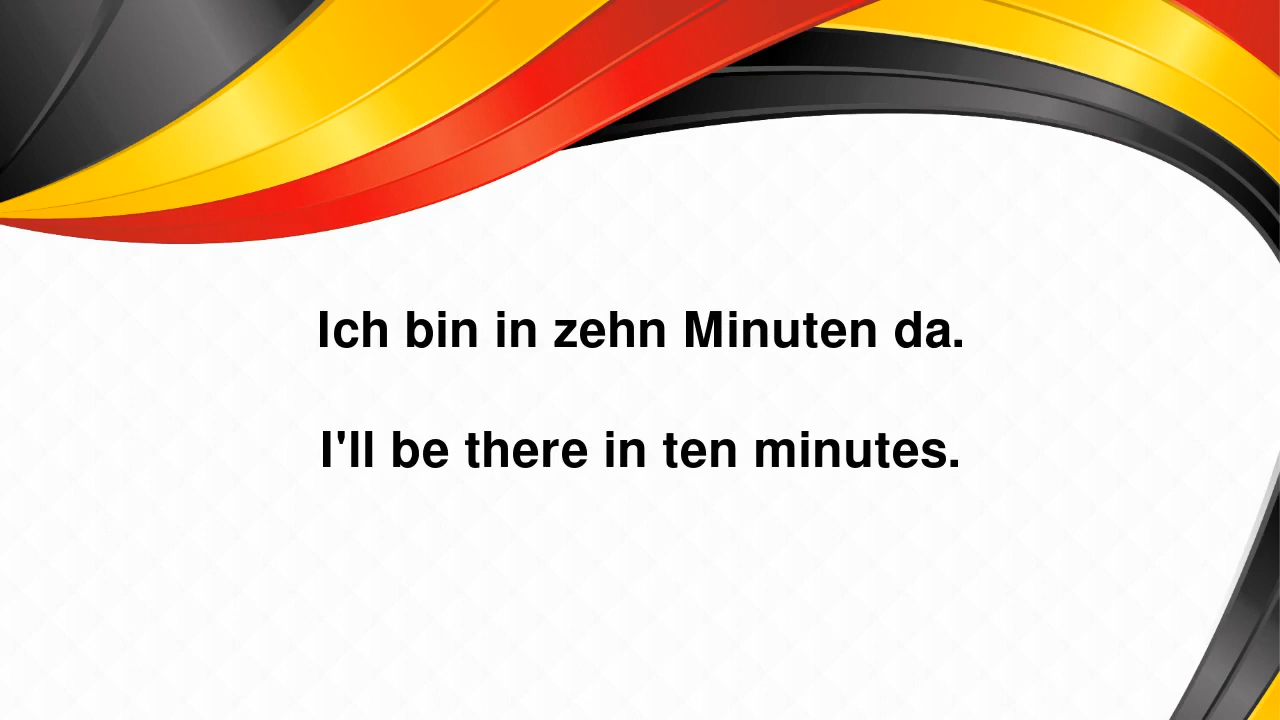 Ich bin in zehn Minuten da.
I'll be there in ten minutes.